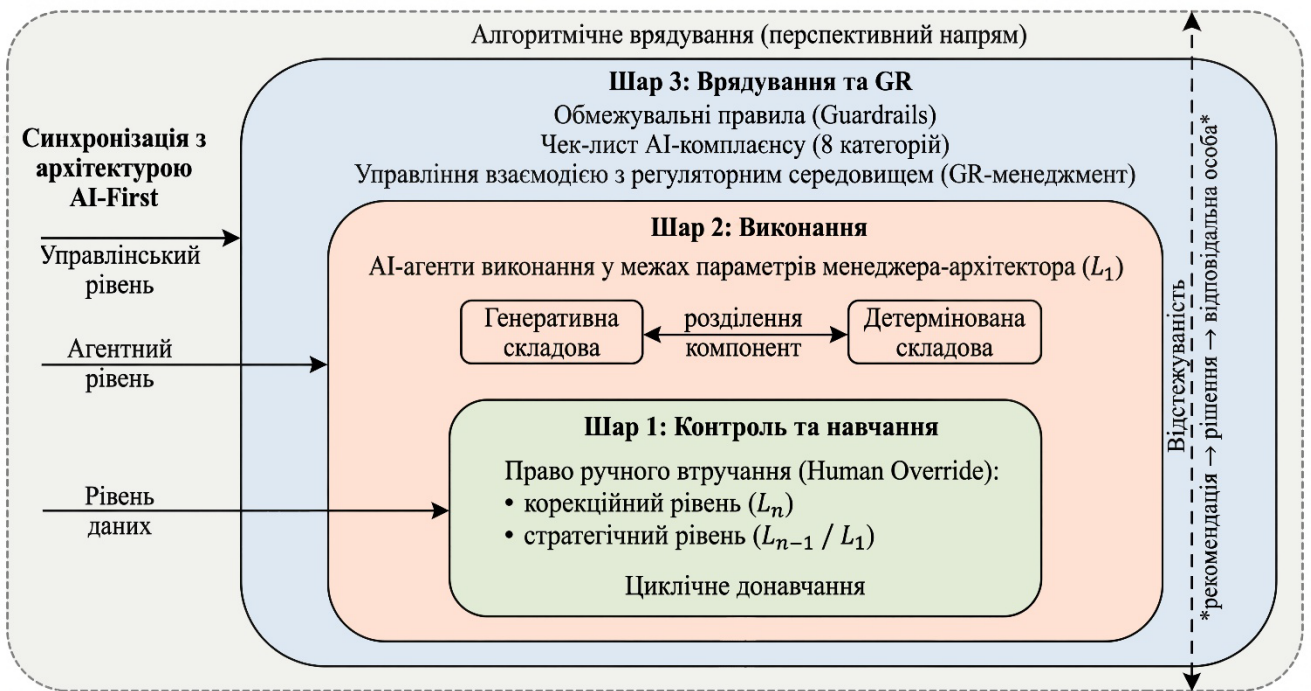 Алгоритмічне врядування (перспективний напрям)
Шар 3: Врядування та GR
Обмежувальні правила (Guardrails)
Чек-лист AI-комплаєнсу (8 категорій)
Управління взаємодією з регуляторним середовищем (GR-менеджмент)
Синхронізація з
архітектурою
AI-First
Управлінський
рівень
Агентний
рівень
Рівень
даних
Шар 2: Виконання
AI-агенти виконання у межах параметрів менеджера-архітектора (L₁)
Генеративна
складова
розділення
компонент
Детермінована
складова
Шар 1: Контроль та навчання
Право ручного втручання (Human Override):
• корекційний рівень (Lₙ)
• стратегічний рівень (Lₙ₋₁ / L₁)
Циклічне донавчання
Відстежуваність
*рекомендація → рішення → відповідальна особа*